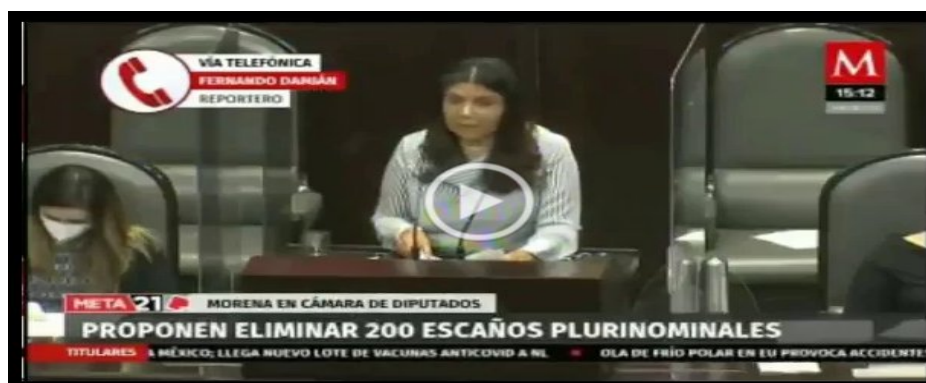 VÍA TELEFÓNICA
FERNANDO DAMIÁN
REPORTERO
M
15:12
META 21
MORENA EN CÁMARA DE DIPUTADOS
PROPONEN ELIMINAR 200 ESCAÑOS PLURINOMINALES
TITULARES
A MÉXICO; LLEGA NUEVO LOTE DE VACUNAS ANTICOVID A NL
OLA DE FRÍO POLAR EN EU PROVOCA ACCIDENTES